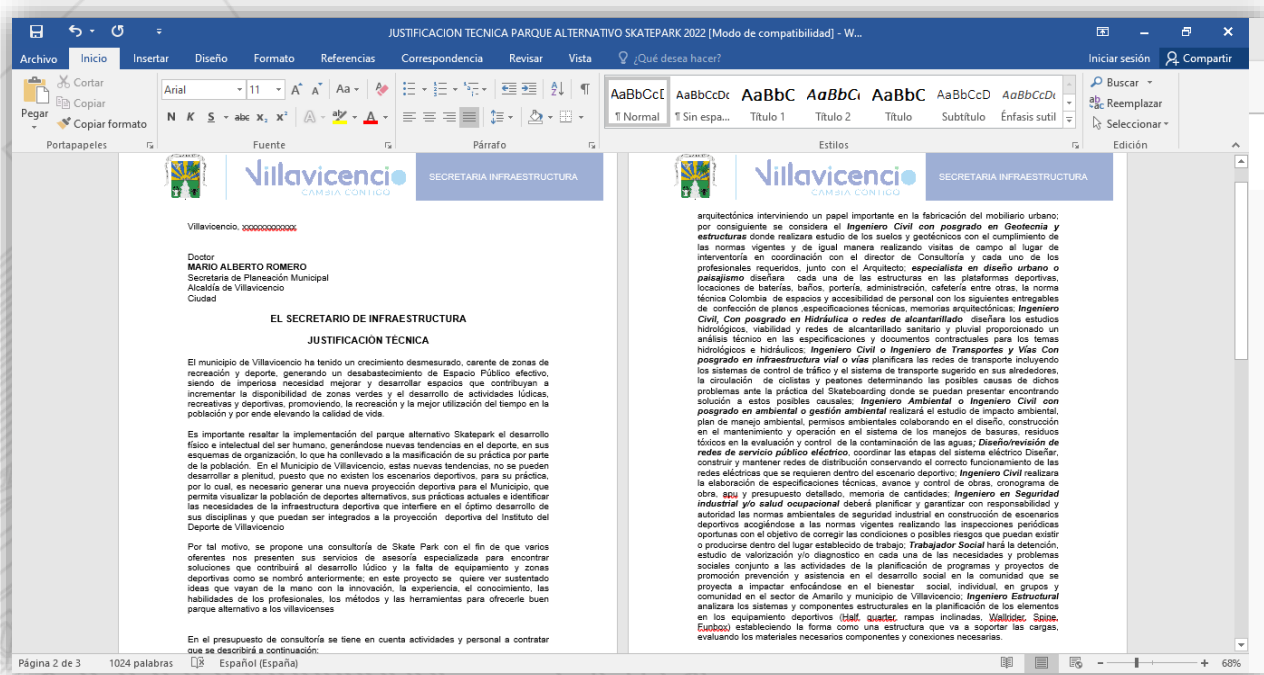 JUSTIFICACION TECNICA PARQUE ALTERNATIVO SKATEPARK 2022 [Modo de compatibilidad] - W...
Archivo Inicio Insertar Diseño Formato Referencias Correspondencia Revisar Vista ¿Qué desea hacer? Iniciar sesión Compartir
Pegar
Cortar
Copiar
Copiar formato
Portapapeles
Arial 11 A A Aa
N K S abc x₂ x² A A
Fuente
Párrafo
AaBbCcI AaBbCcDc AaBbC AaBbCc AaBbC AaBbCcD AaBbCcDc
¶ Normal ¶ Sin espa... Título 1 Título 2 Título Subtítulo Énfasis sutil
Estilos
Buscar
Reemplazar
Seleccionar
Edición
Villavicencio
CAMBIA CONTIGO
SECRETARIA INFRAESTRUCTURA
Villavicencio, xxxxxxxxxxxx
Doctor
MARIO ALBERTO ROMERO
Secretaria de Planeación Municipal
Alcaldía de Villavicencio
Ciudad
EL SECRETARIO DE INFRAESTRUCTURA
JUSTIFICACIÓN TÉCNICA
El municipio de Villavicencio ha tenido un crecimiento desmesurado, carente de zonas de
recreación y deporte, generando un desabastecimiento de Espacio Público efectivo,
siendo de imperiosa necesidad mejorar y desarrollar espacios que contribuyan a
incrementar la disponibilidad de zonas verdes y el desarrollo de actividades lúdicas,
recreativas y deportivas, promoviendo, la recreación y la mejor utilización del tiempo en la
población y por ende elevando la calidad de vida.
Es importante resaltar la implementación del parque alternativo Skatepark el desarrollo
físico e intelectual del ser humano, generándose nuevas tendencias en el deporte, en sus
esquemas de organización, lo que ha conllevado a la masificación de su práctica por parte
de la población. En el Municipio de Villavicencio, estas nuevas tendencias, no se pueden
desarrollar a plenitud, puesto que no existen los escenarios deportivos, para su práctica,
por lo cual, es necesario generar una nueva proyección deportiva para el Municipio, que
permita visualizar la población de deportes alternativos, sus prácticas actuales e identificar
las necesidades de la infraestructura deportiva que interfiere en el óptimo desarrollo de
sus disciplinas y que puedan ser integrados a la proyección deportiva del Instituto del
Deporte de Villavicencio
Por tal motivo, se propone una consultoría de Skate Park con el fin de que varios
oferentes nos presenten sus servicios de asesoría especializada para encontrar
soluciones que contribuirá al desarrollo lúdico y la falta de equipamiento y zonas
deportivas como se nombró anteriormente; en este proyecto se quiere ver sustentado
ideas que vayan de la mano con la innovación, la experiencia, el conocimiento, las
habilidades de los profesionales, los métodos y las herramientas para ofrecerle buen
parque alternativo a los villavicenses
En el presupuesto de consultoría se tiene en cuenta actividades y personal a contratar
que se describirá a continuación:
Villavicencio
CAMBIA CONTIGO
SECRETARIA INFRAESTRUCTURA
arquitectónica interviniendo un papel importante en la fabricación del mobiliario urbano;
por consiguiente se considera el Ingeniero Civil con posgrado en Geotecnia y
estructuras donde realizara estudio de los suelos y geotécnicos con el cumplimiento de
las normas vigentes y de igual manera realizando visitas de campo al lugar de
interventoría en coordinación con el director de Consultoría y cada uno de los
profesionales requeridos, junto con el Arquitecto; especialista en diseño urbano o
paisajismo diseñara cada una de las estructuras en las plataformas deportivas,
locaciones de baterías, baños, portería, administración, cafetería entre otras, la norma
técnica Colombia de espacios y accesibilidad de personal con los siguientes entregables
de confección de planos ,especificaciones técnicas, memorias arquitectónicas; Ingeniero
Civil, Con posgrado en Hidráulica o redes de alcantarillado diseñara los estudios
hidrológicos, viabilidad y redes de alcantarillado sanitario y pluvial proporcionado un
análisis técnico en las especificaciones y documentos contractuales para los temas
hidrológicos e hidráulicos; Ingeniero Civil o Ingeniero de Transportes y Vías Con
posgrado en infraestructura vial o vías planificara las redes de transporte incluyendo
los sistemas de control de tráfico y el sistema de transporte sugerido en sus alrededores,
la circulación de ciclistas y peatones determinando las posibles causas de dichos
problemas ante la práctica del Skateboarding donde se puedan presentar encontrando
solución a estos posibles causales; Ingeniero Ambiental o Ingeniero Civil con
posgrado en ambiental o gestión ambiental realizará el estudio de impacto ambiental,
plan de manejo ambiental, permisos ambientales colaborando en el diseño, construcción
en el mantenimiento y operación en el sistema de los manejos de basuras, residuos
tóxicos en la evaluación y control de la contaminación de las aguas; Diseño/revisión de
redes de servicio público eléctrico, coordinar las etapas del sistema eléctrico Diseñar,
construir y mantener redes de distribución conservando el correcto funcionamiento de las
redes eléctricas que se requieren dentro del escenario deportivo; Ingeniero Civil realizara
la elaboración de especificaciones técnicas, avance y control de obras, cronograma de
obra, apu y presupuesto detallado, memoria de cantidades; Ingeniero en Seguridad
industrial y/o salud ocupacional deberá planificar y garantizar con responsabilidad y
autoridad las normas ambientales de seguridad industrial en construcción de escenarios
deportivos acogiéndose a las normas vigentes realizando las inspecciones periódicas
oportunas con el objetivo de corregir las condiciones o posibles riesgos que puedan existir
o producirse dentro del lugar establecido de trabajo; Trabajador Social hará la detención,
estudio de valorización y/o diagnostico en cada una de las necesidades y problemas
sociales conjunto a las actividades de la planificación de programas y proyectos de
promoción prevención y asistencia en el desarrollo social en la comunidad que se
proyecta a impactar enfocándose en el bienestar social, individual, en grupos y
comunidad en el sector de Amarilo y municipio de Villavicencio; Ingeniero Estructural
analizara los sistemas y componentes estructurales en la planificación de los elementos
en los equipamiento deportivos (Half, quarter, rampas inclinadas, Wallrider, Spine,
Funbox) estableciendo la forma como una estructura que va a soportar las cargas,
evaluando los materiales necesarios componentes y conexiones necesarias.
Página 2 de 3 1024 palabras Español (España) 68%